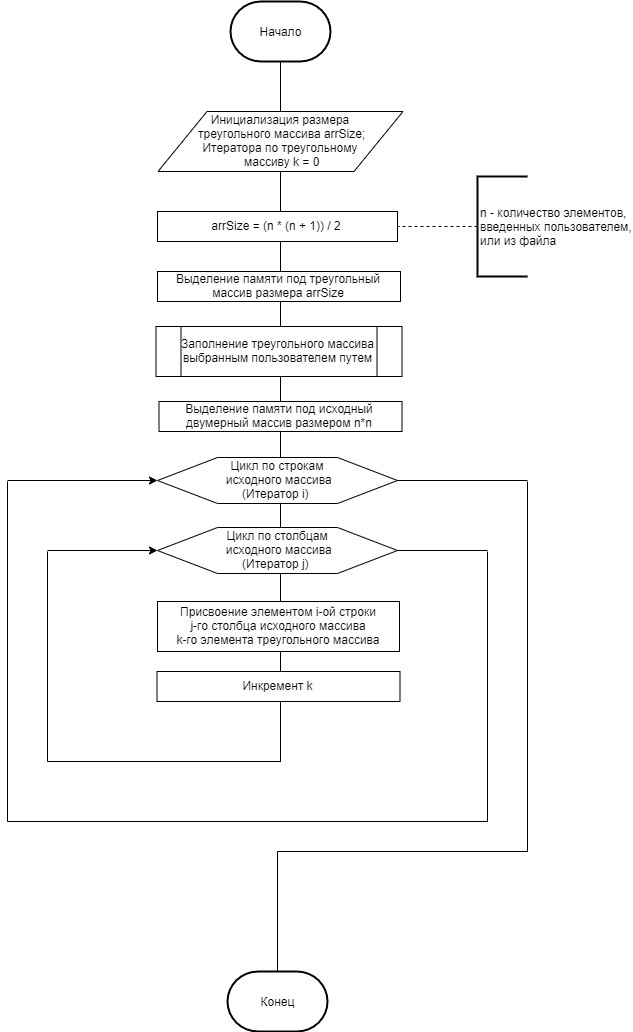 Начало
Инициализация размера
треугольного массива arrSize;
Итератора по треугольному
массиву k = 0
arrSize = (n * (n + 1)) / 2
n - количество элементов,
введенных пользователем,
или из файла
Выделение памяти под треугольный
массив размера arrSize
Заполнение треугольного массива
выбранным пользователем путем
Выделение памяти под исходный
двумерный массив размером n*n
Цикл по строкам
исходного массива
(Итератор i)
Цикл по столбцам
исходного массива
(Итератор j)
Присвоение элементом i-ой строки
j-го столбца исходного массива
k-го элемента треугольного массива
Инкремент k
Конец